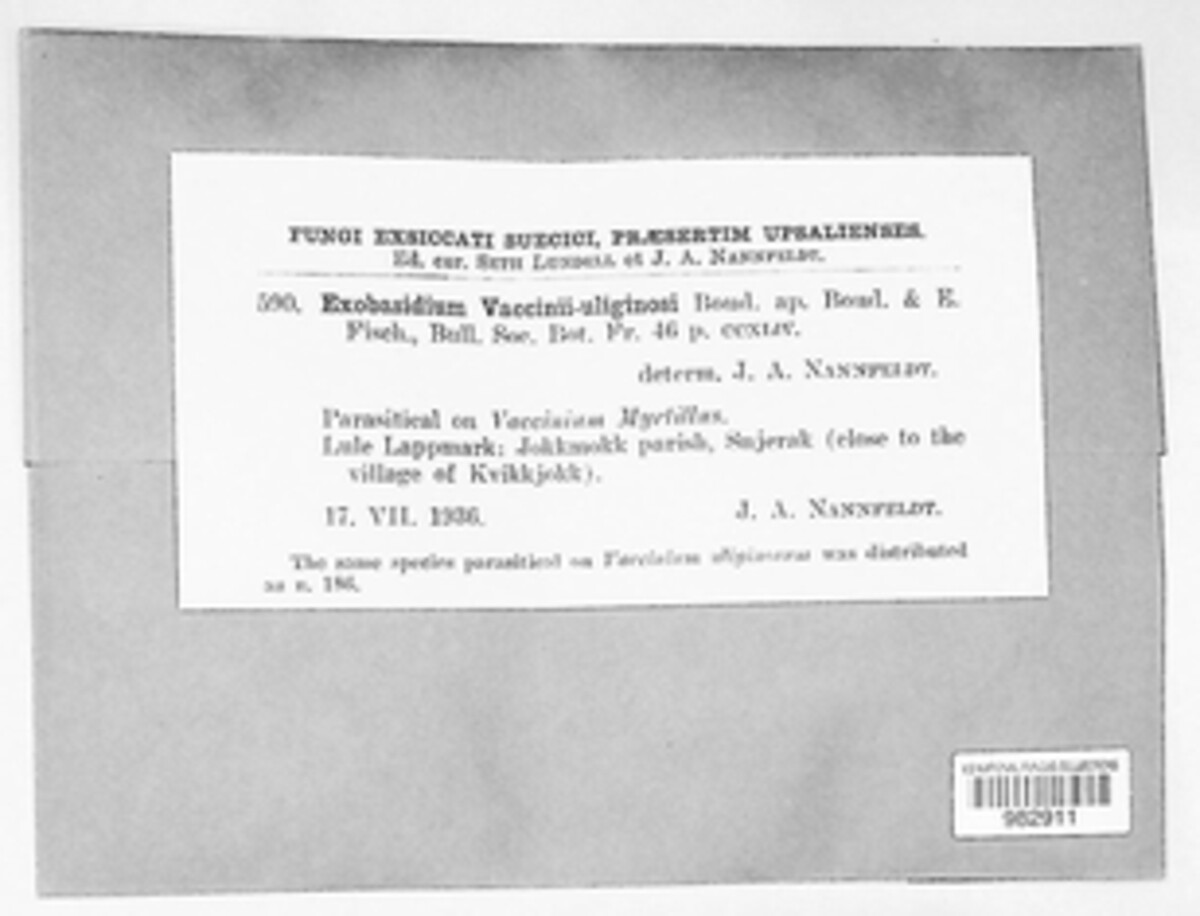 FUNGI EXSICCATI SUECICI, PRÆSERTIM UPSALIENSES.
Ed. cur. SETH LUNDELL et J. A. NANNFELDT.
590. Exobasidium Vaccinii-uliginosi Boud. ap. Boud. & E.
Fisch., Bull. Soc. Bot. Fr. 46 p. CCXLIV.
determ. J. A. NANNFELDT.
Parasitical on Vaccinium Myrtillus.
Lule Lappmark: Jokkmokk parish, Snjerak (close to the
village of Kvikkjokk).
17. VII. 1936. J. A. NANNFELDT.
The same species parasitical on Vaccinium uliginosum was distributed
as n. 186.
982911